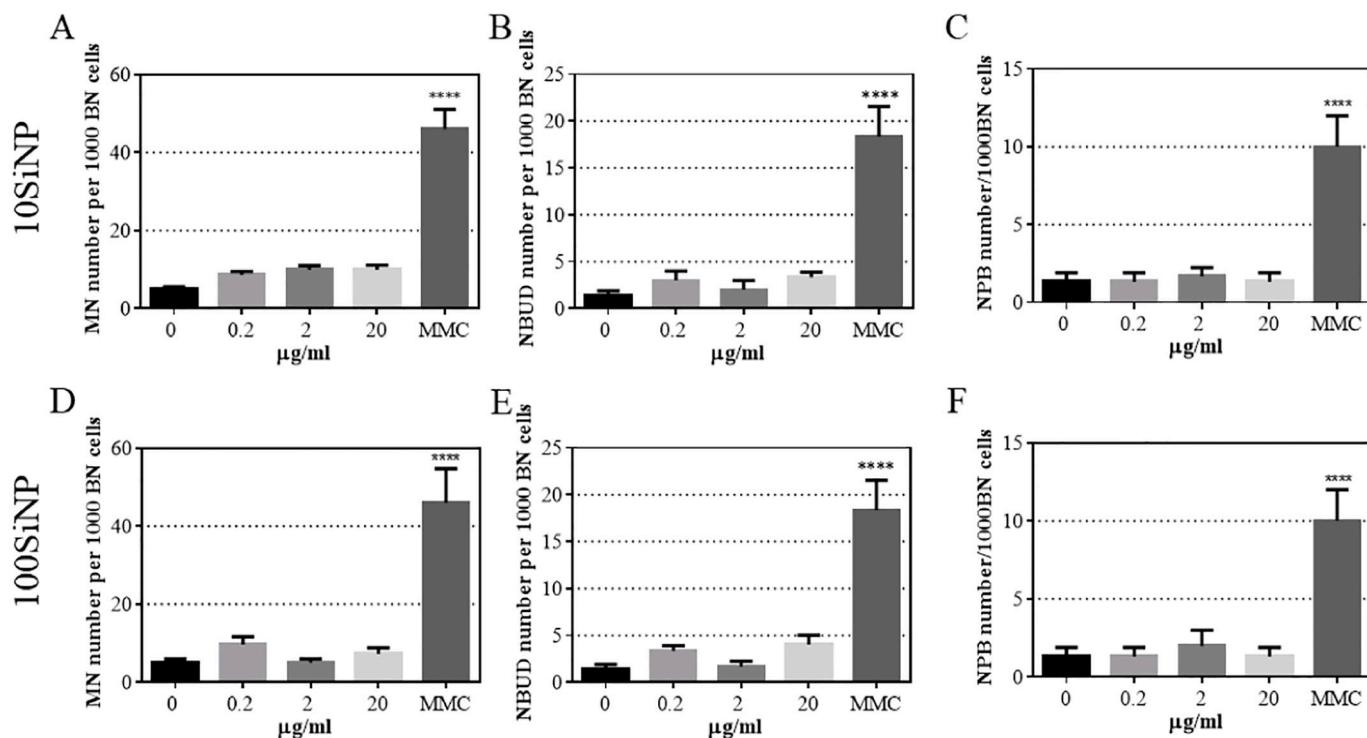 A
B
C
10SiNP
MN number per 1000 BN cells
60
40
20
0
****
0 0.2 2 20 MMC
µg/ml
NBUD number per 1000 BN cells
25
20
15
10
5
0
****
0 0.2 2 20 MMC
µg/ml
NPB number/1000BN cells
15
10
5
0
****
0 0.2 2 20 MMC
µg/ml
D
E
F
100SiNP
MN number per 1000 BN cells
60
40
20
0
****
0 0.2 2 20 MMC
µg/ml
NBUD number per 1000 BN cells
25
20
15
10
5
0
****
0 0.2 2 20 MMC
µg/ml
NPB number/1000BN cells
15
10
5
0
****
0 0.2 2 20 MMC
µg/ml